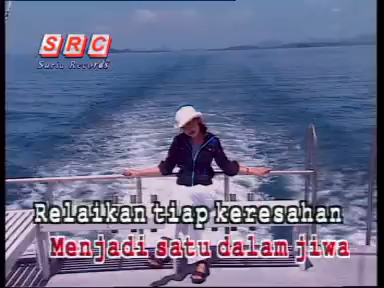 SRC
Suria Records
Relaikan tiap keresahan
Menjadi satu dalam jiwa